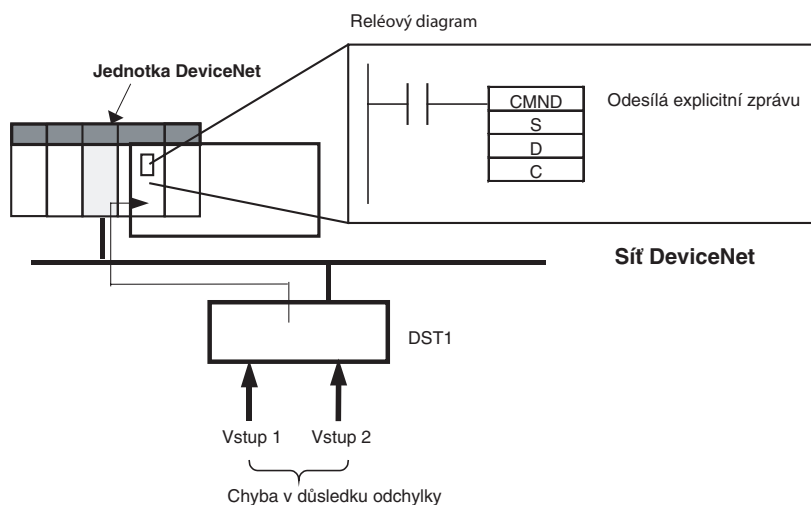 Reléový diagram
Jednotka DeviceNet
CMND
Odesílá explicitní zprávu
S
D
C
Síť DeviceNet
DST1
Vstup 1
Vstup 2
Chyba v důsledku odchylky